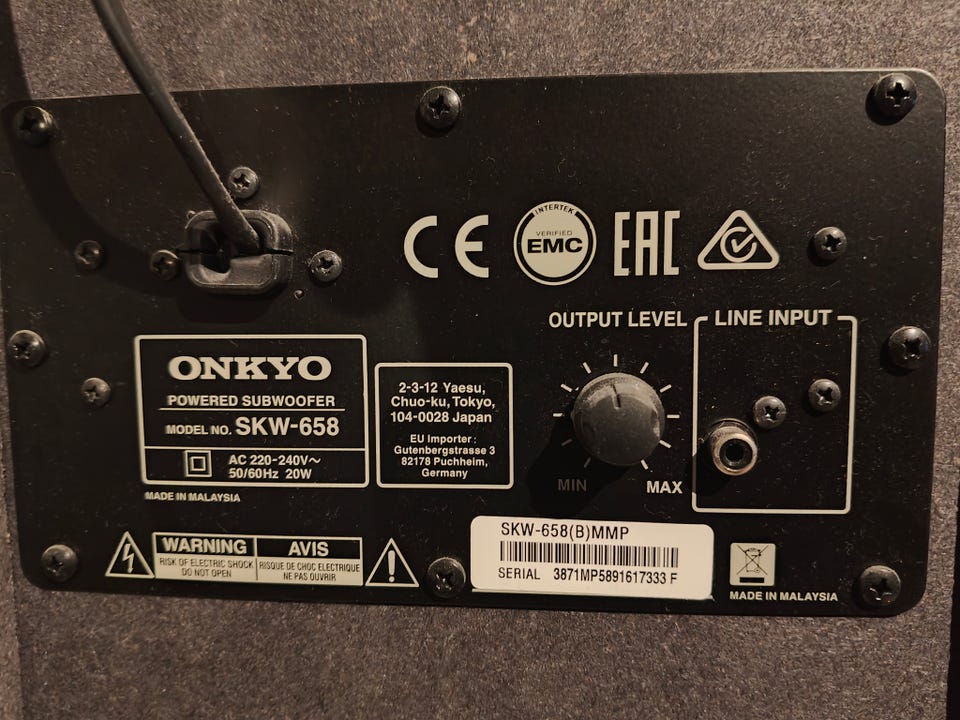 CE
INTERTEK
VERIFIED
EMC
EAC
OUTPUT LEVEL
LINE INPUT
MIN
MAX
ONKYO
POWERED SUBWOOFER
MODEL NO. SKW-658
AC 220-240V~
50/60Hz 20W
MADE IN MALAYSIA
2-3-12 Yaesu,
Chuo-ku, Tokyo,
104-0028 Japan
EU Importer :
Gutenbergstrasse 3
82178 Puchheim,
Germany
WARNING
RISK OF ELECTRIC SHOCK
DO NOT OPEN
AVIS
RISQUE DE CHOC ELECTRIQUE
NE PAS OUVRIR
SKW-658(B)MMP
SERIAL 3871MP5891617333 F
MADE IN MALAYSIA